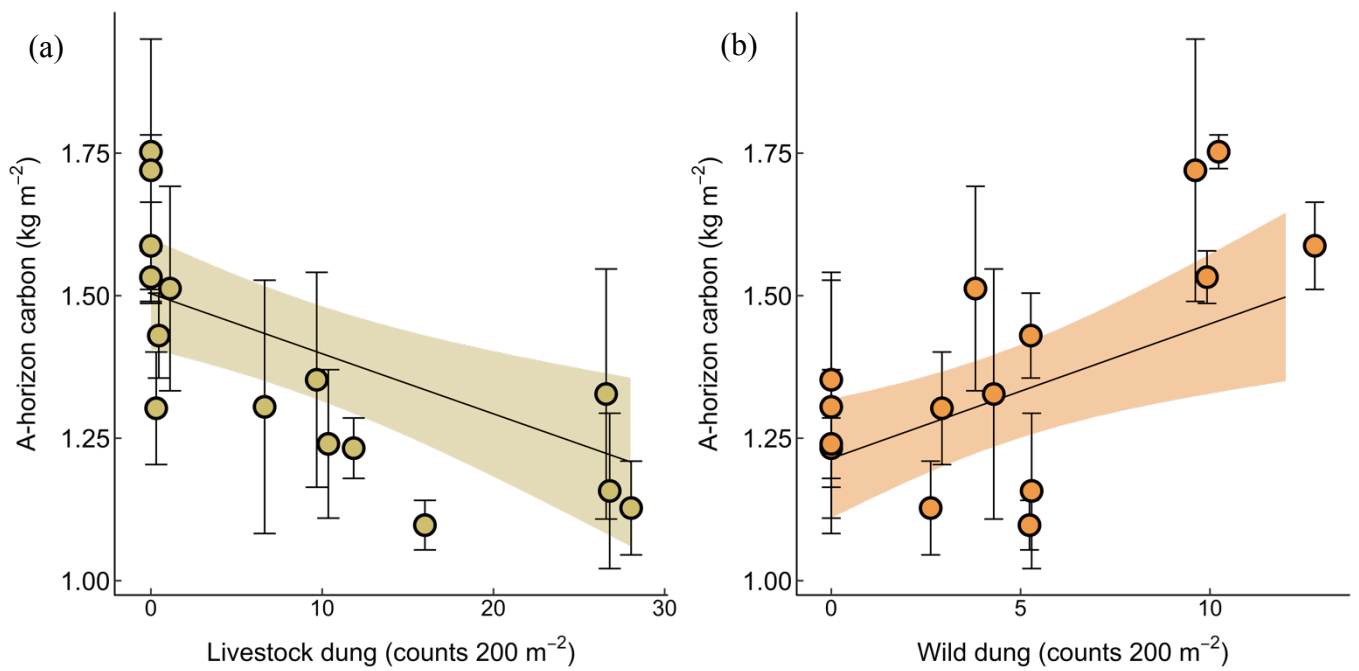 (a)
A-horizon carbon (kg m⁻²)
1.75
1.50
1.25
1.00
0 10 20 30
Livestock dung (counts 200 m⁻²)
(b)
A-horizon carbon (kg m⁻²)
1.75
1.50
1.25
1.00
0 5 10
Wild dung (counts 200 m⁻²)